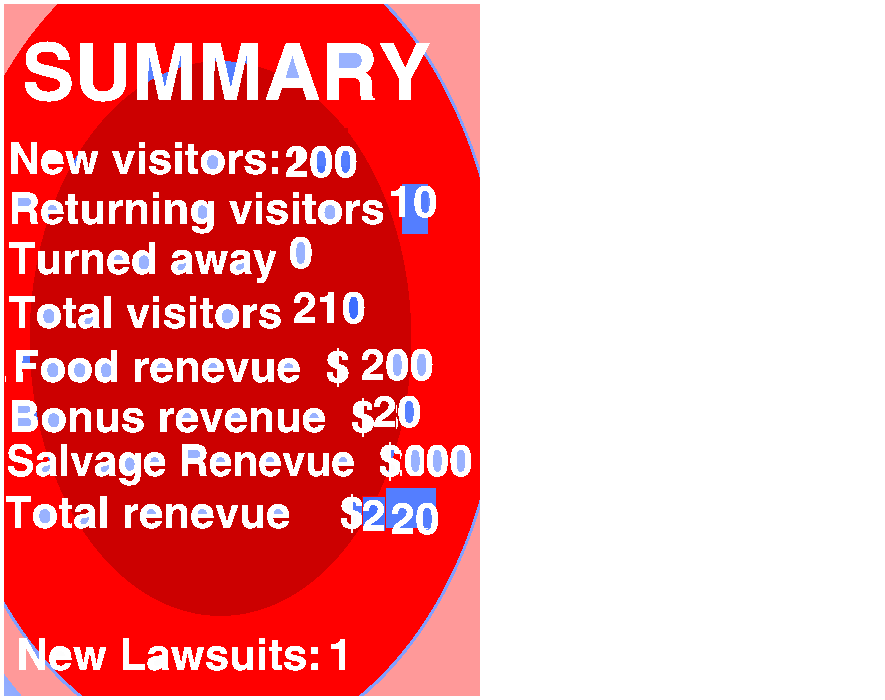 SUMMARY
New visitors: 200
Returning visitors 10
Turned away 0
Total visitors 210
Food renevue $ 200
Bonus revenue $20
Salvage Renevue $000
Total renevue $220
New Lawsuits: 1